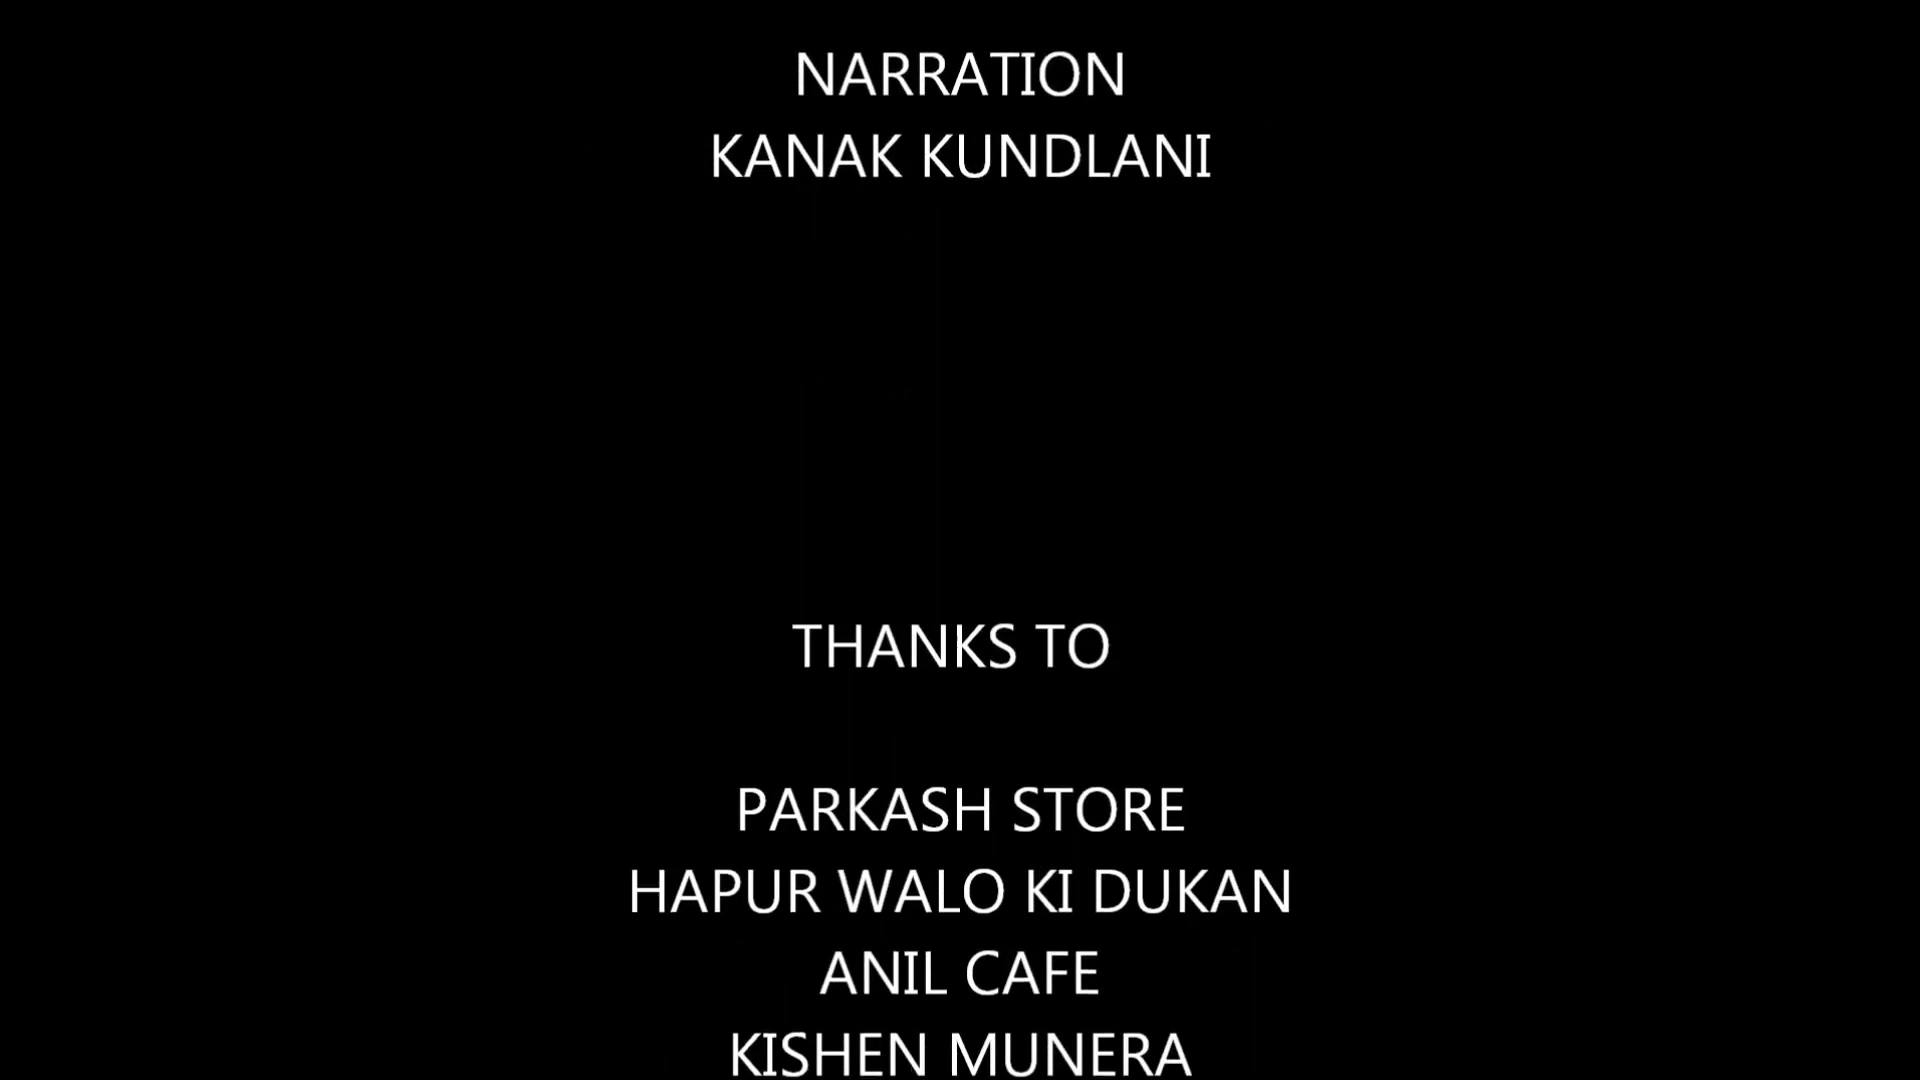 NARRATION
KANAK KUNDLANI
THANKS TO
PARKASH STORE
HAPUR WALO KI DUKAN
ANIL CAFE
KISHEN MUNERA